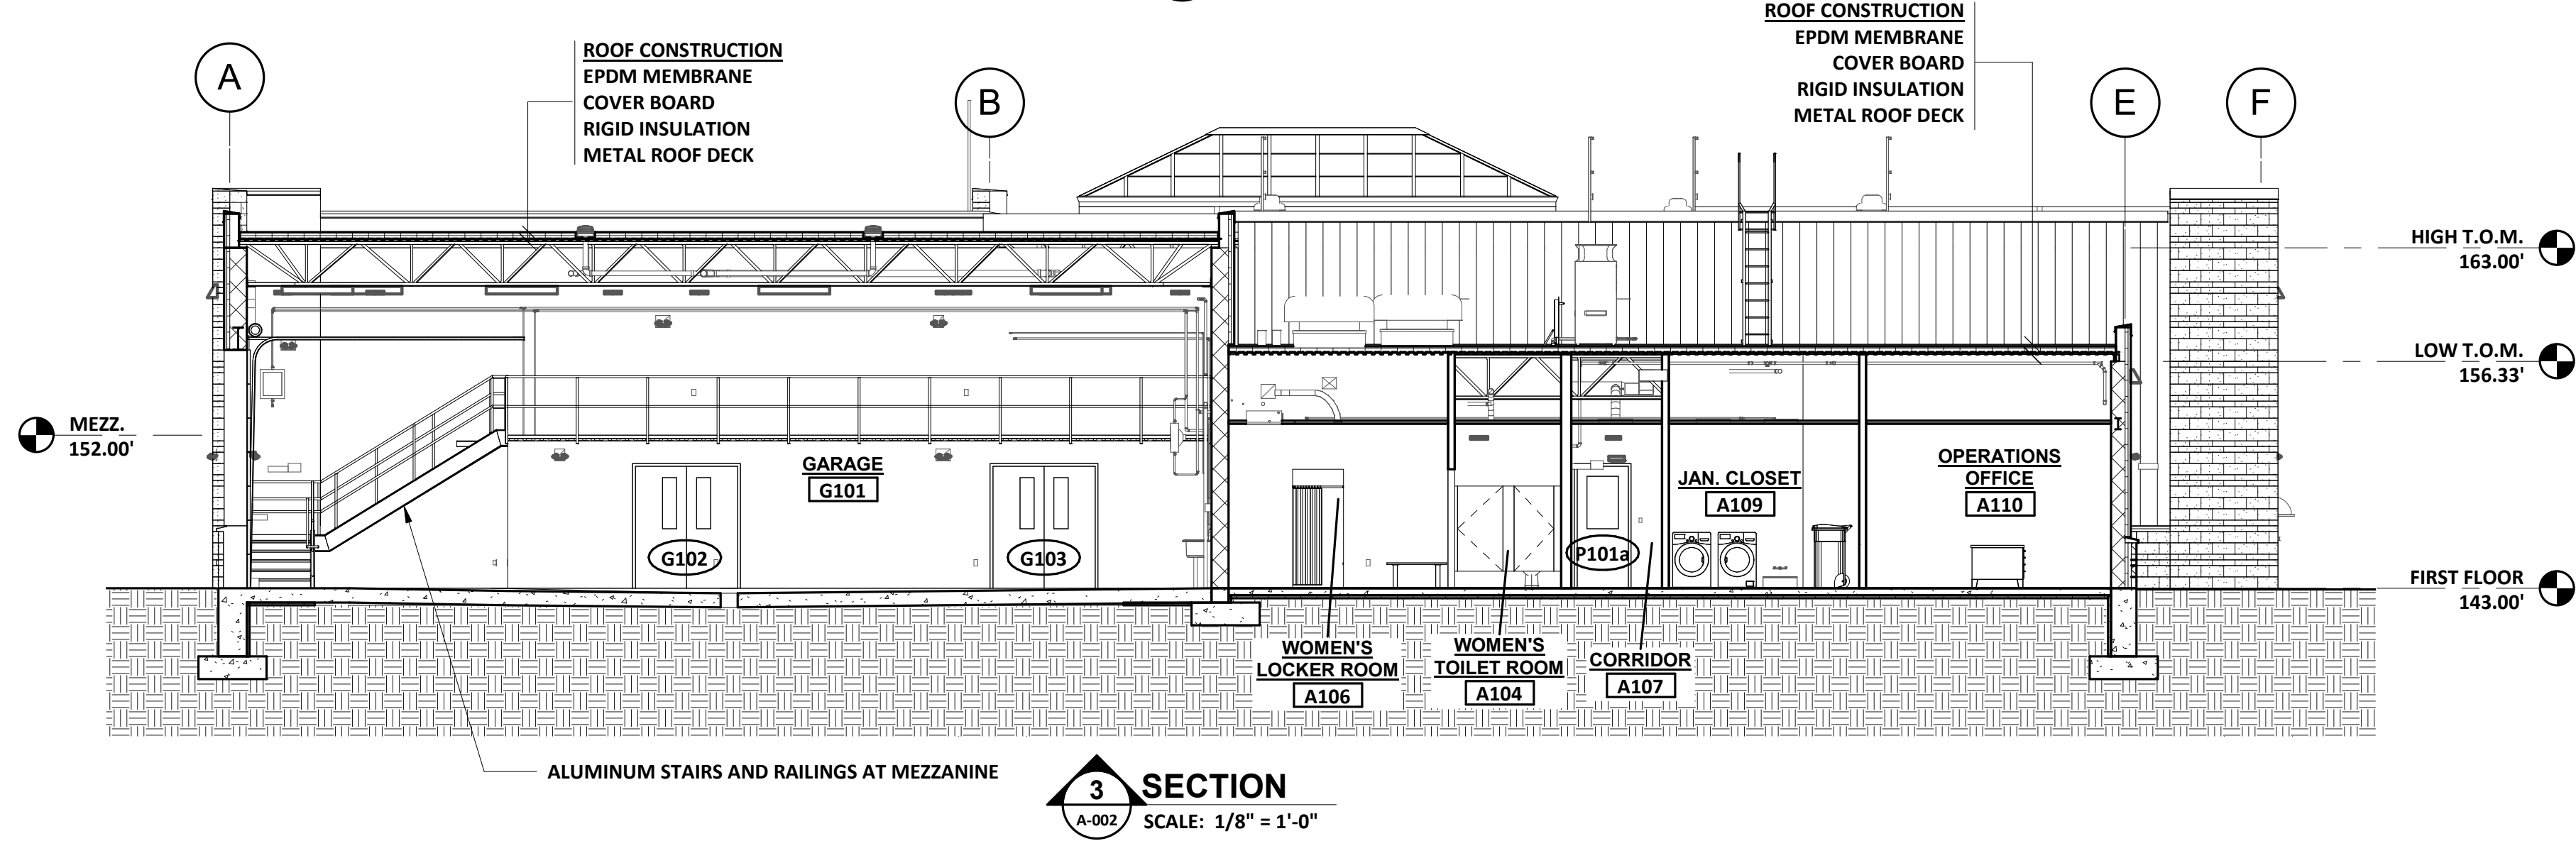 ROOF CONSTRUCTION
EPDM MEMBRANE
COVER BOARD
RIGID INSULATION
METAL ROOF DECK
ROOF CONSTRUCTION
EPDM MEMBRANE
COVER BOARD
RIGID INSULATION
METAL ROOF DECK
A
B
E
F
HIGH T.O.M.
163.00'
LOW T.O.M.
156.33'
MEZZ.
152.00'
GARAGE
G101
G102
G103
P101a
JAN. CLOSET
A109
OPERATIONS
OFFICE
A110
FIRST FLOOR
143.00'
WOMEN'S
LOCKER ROOM
A106
WOMEN'S
TOILET ROOM
A104
CORRIDOR
A107
ALUMINUM STAIRS AND RAILINGS AT MEZZANINE
3
A-002
SECTION
SCALE: 1/8" = 1'-0"